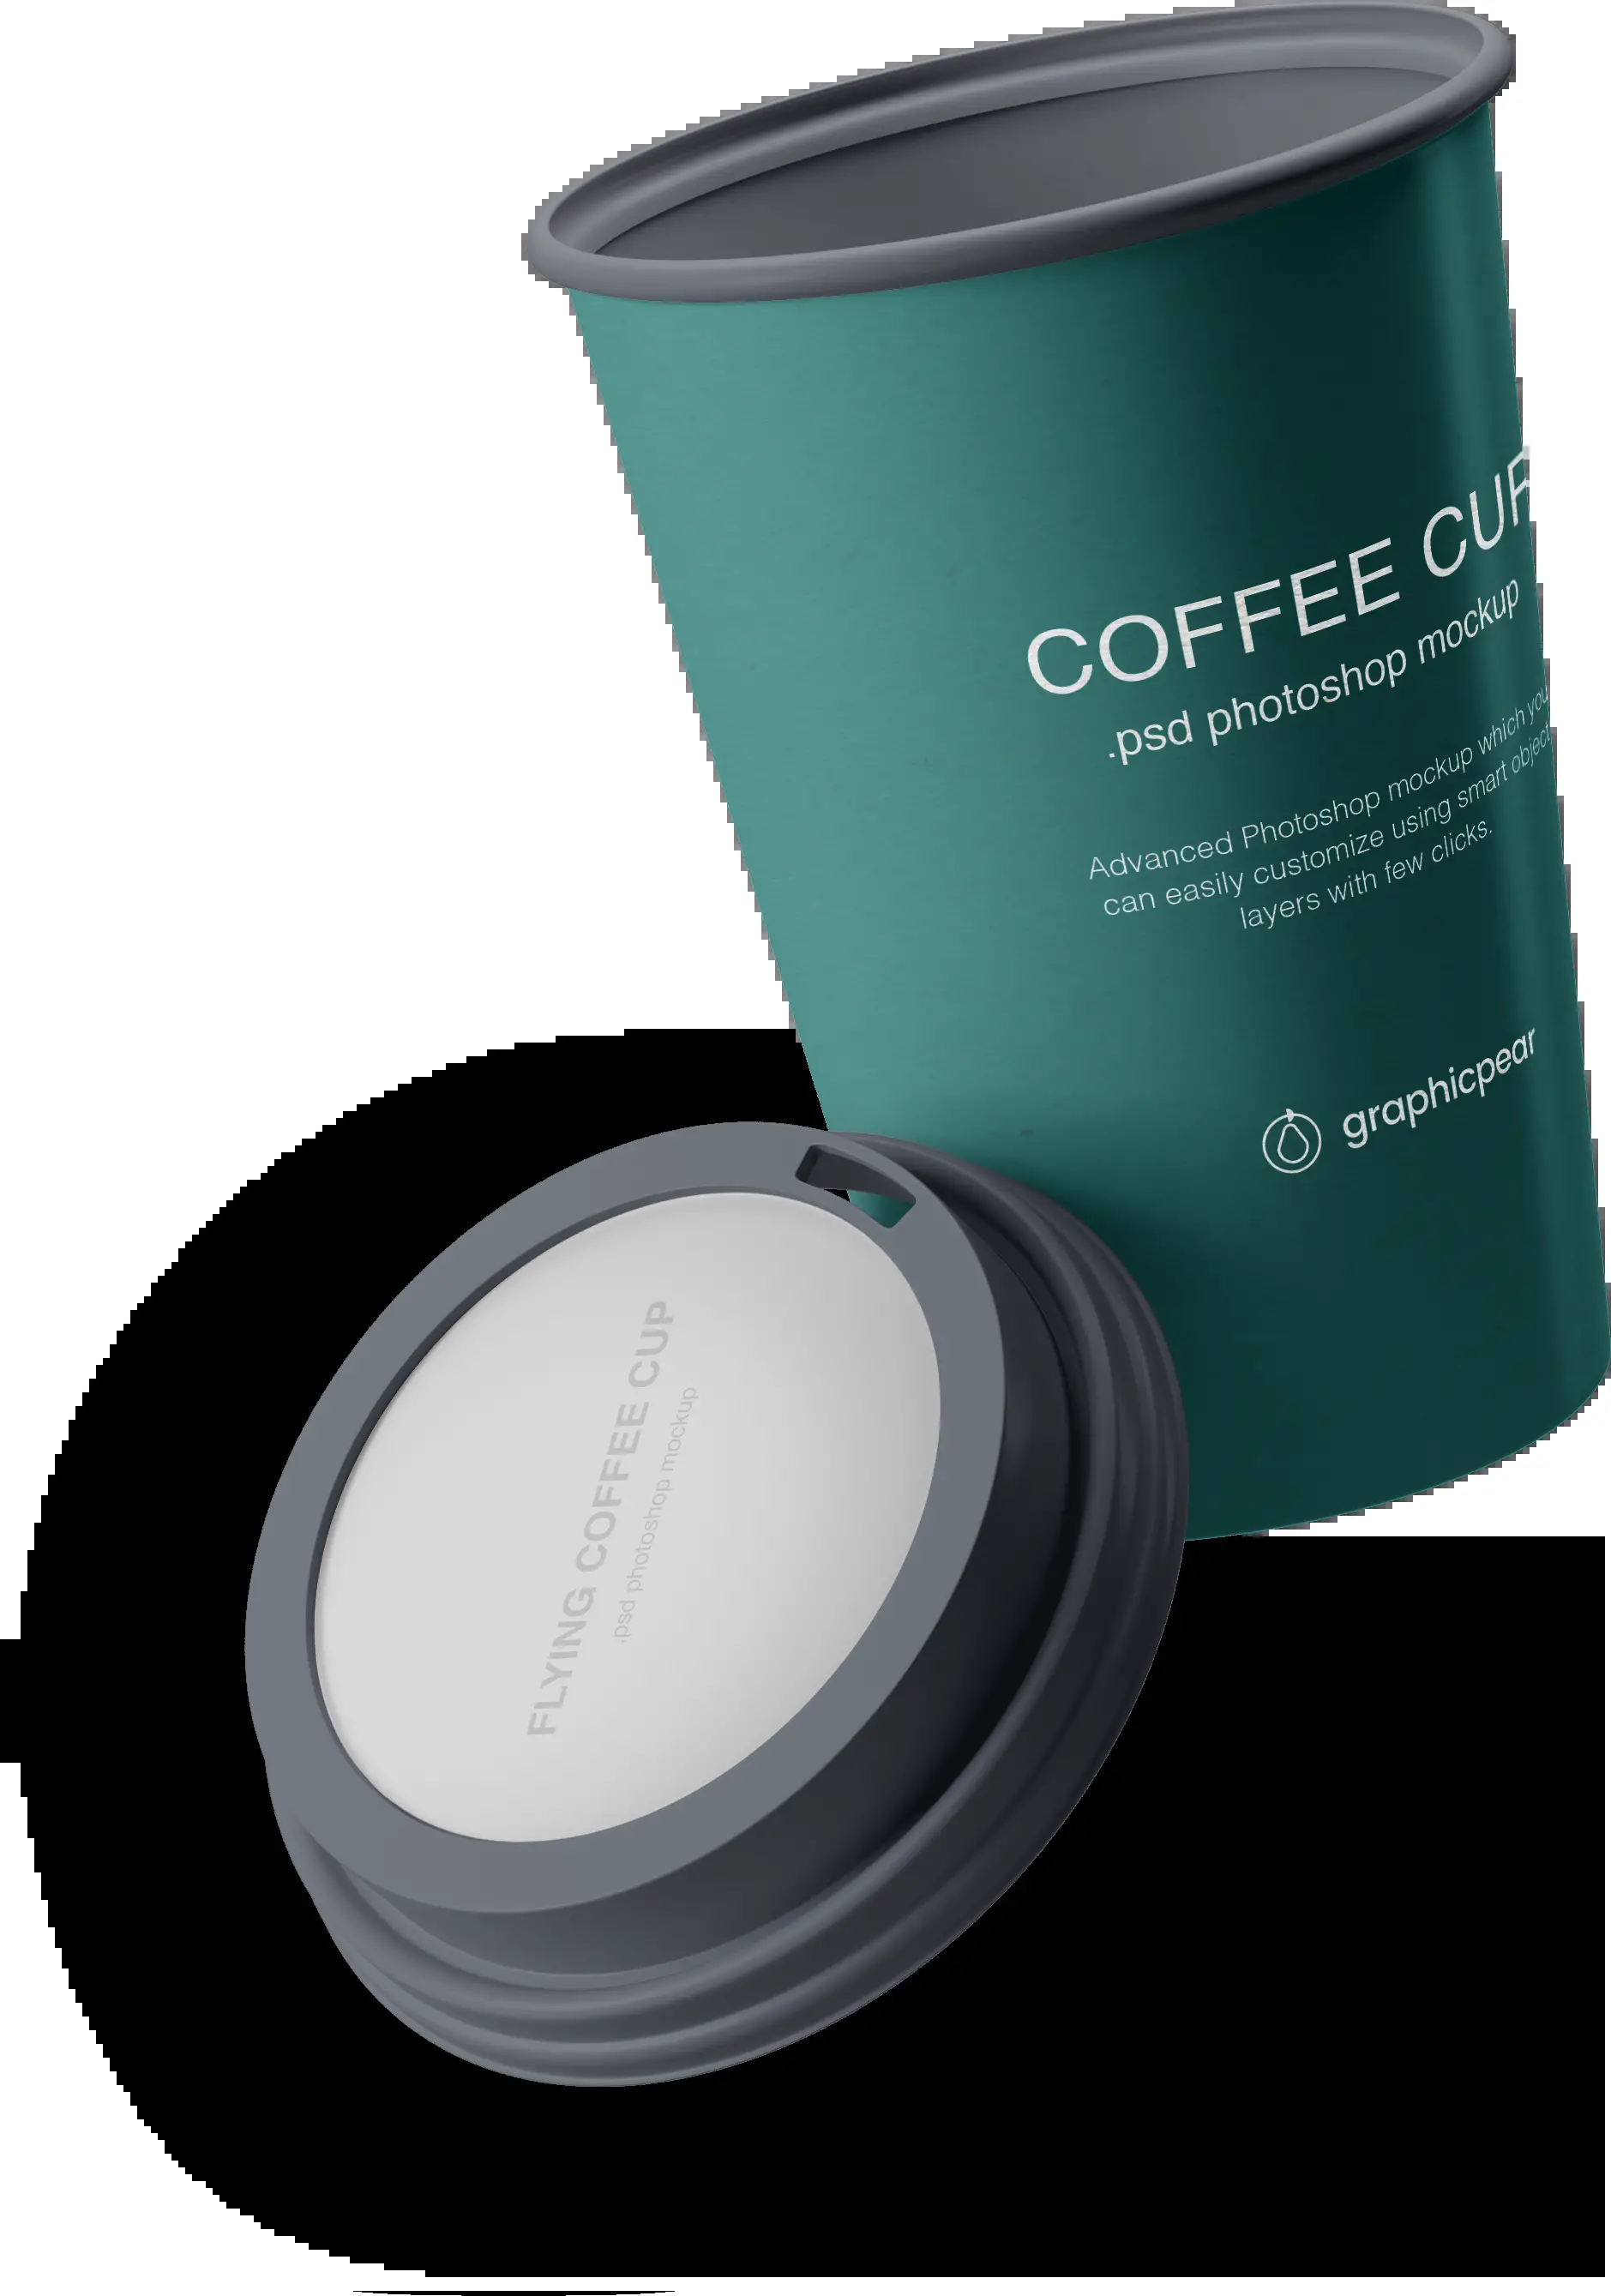 COFFEE CUP
.psd photoshop mockup
Advanced Photoshop mockup which you
can easily customize using smart object
layers with few clicks.
graphicpear
FLYING COFFEE CUP
.psd photoshop mockup